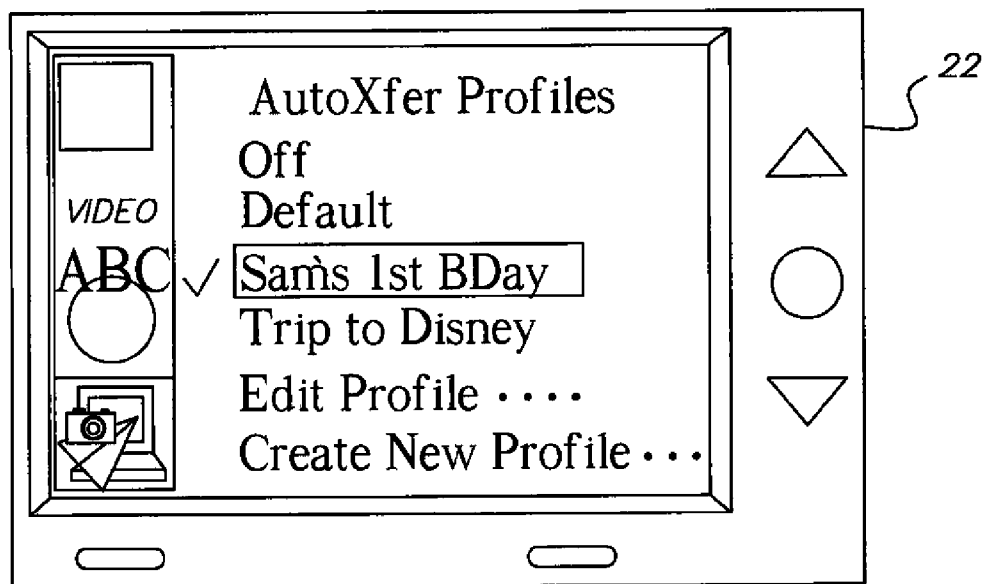 22
AutoXfer Profiles
Off
Default
VIDEO
ABC
✓ Sam's 1st BDay
Trip to Disney
Edit Profile ....
Create New Profile ...